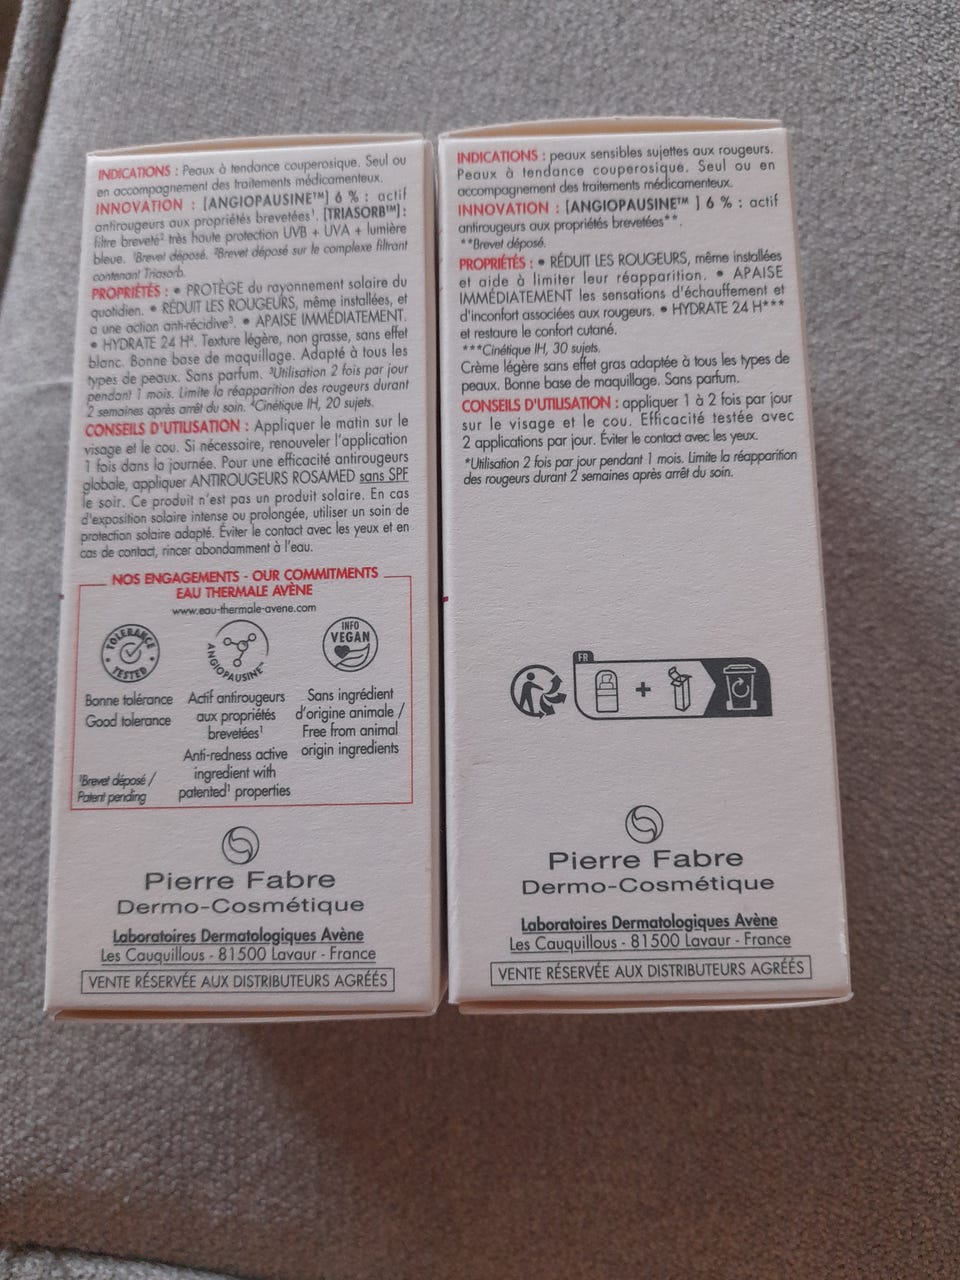 INDICATIONS : Peaux à tendance couperosique. Seul ou
en accompagnement des traitements médicamenteux.
INNOVATION : [ANGIOPAUSINE™] 6 % : actif
antirougeurs aux propriétés brevetées¹. [TRIASORB™] :
filtre breveté² très haute protection UVB + UVA + lumière
bleue. ¹Brevet déposé. ²Brevet déposé sur le complexe filtrant
contenant Triasorb.
PROPRIÉTÉS : • PROTÈGE du rayonnement solaire du
quotidien. • RÉDUIT LES ROUGEURS, même installées, et
a une action anti-récidive³. • APAISE IMMÉDIATEMENT.
• HYDRATE 24 H⁴. Texture légère, non grasse, sans effet
blanc. Bonne base de maquillage. Adapté à tous les
types de peaux. Sans parfum. ³Utilisation 2 fois par jour
pendant 1 mois. Limite la réapparition des rougeurs durant
2 semaines après arrêt du soin. ⁴Cinétique IH, 20 sujets.
CONSEILS D'UTILISATION : Appliquer le matin sur le
visage et le cou. Si nécessaire, renouveler l'application
1 fois dans la journée. Pour une efficacité antirougeurs
globale, appliquer ANTIROUGEURS ROSAMED sans SPF
le soir. Ce produit n'est pas un produit solaire. En cas
d'exposition solaire intense ou prolongée, utiliser un soin de
protection solaire adapté. Éviter le contact avec les yeux et en
cas de contact, rincer abondamment à l'eau.
NOS ENGAGEMENTS - OUR COMMITMENTS
EAU THERMALE AVÈNE
www.eau-thermale-avene.com
TOLERANCE TESTED
ANGIOPAUSINE™
INFO
VEGAN
Bonne tolérance
Good tolerance
Actif antirougeurs
aux propriétés
brevetées¹
Anti-redness active
ingredient with
patented¹ properties
Sans ingrédient
d'origine animale /
Free from animal
origin ingredients
¹Brevet déposé /
Patent pending
Pierre Fabre
Dermo-Cosmétique
Laboratoires Dermatologiques Avène
Les Cauquillous - 81500 Lavaur - France
VENTE RÉSERVÉE AUX DISTRIBUTEURS AGRÉÉS
INDICATIONS : peaux sensibles sujettes aux rougeurs.
Peaux à tendance couperosique. Seul ou en
accompagnement des traitements médicamenteux.
INNOVATION : [ANGIOPAUSINE™ ] 6 % : actif
antirougeurs aux propriétés brevetées**.
**Brevet déposé.
PROPRIÉTÉS : • RÉDUIT LES ROUGEURS, même installées
et aide à limiter leur réapparition. • APAISE
IMMÉDIATEMENT les sensations d'échauffement et
d'inconfort associées aux rougeurs. • HYDRATE 24 H***
et restaure le confort cutané.
***Cinétique IH, 30 sujets.
Crème légère sans effet gras adaptée à tous les types de
peaux. Bonne base de maquillage. Sans parfum.
CONSEILS D'UTILISATION : appliquer 1 à 2 fois par jour
sur le visage et le cou. Efficacité testée avec
2 applications par jour. Éviter le contact avec les yeux.
*Utilisation 2 fois par jour pendant 1 mois. Limite la réapparition
des rougeurs durant 2 semaines après arrêt du soin.
FR
Pierre Fabre
Dermo-Cosmétique
Laboratoires Dermatologiques Avène
Les Cauquillous - 81500 Lavaur - France
VENTE RÉSERVÉE AUX DISTRIBUTEURS AGRÉÉS